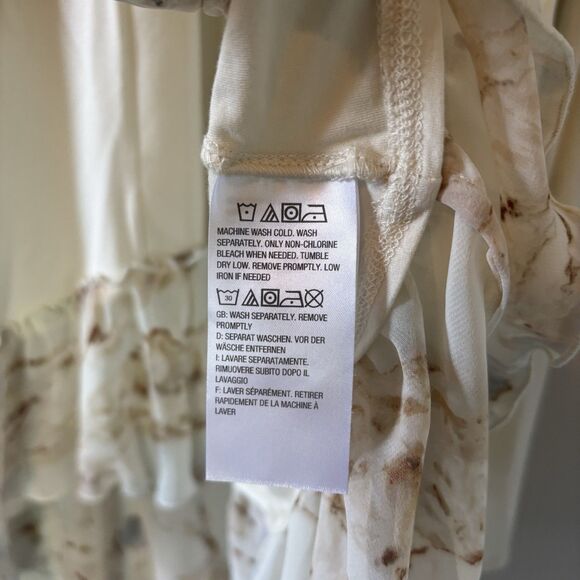 MACHINE WASH COLD. WASH
SEPARATELY. ONLY NON-CHLORINE
BLEACH WHEN NEEDED. TUMBLE
DRY LOW. REMOVE PROMPTLY. LOW
IRON IF NEEDED
30
GB: WASH SEPARATELY. REMOVE
PROMPTLY
D: SEPARAT WASCHEN. VOR DER
WÄSCHE ENTFERNEN
I: LAVARE SEPARATAMENTE.
RIMUOVERE SUBITO DOPO IL
LAVAGGIO
F: LAVER SÉPARÉMENT. RETIRER
RAPIDEMENT DE LA MACHINE À
LAVER